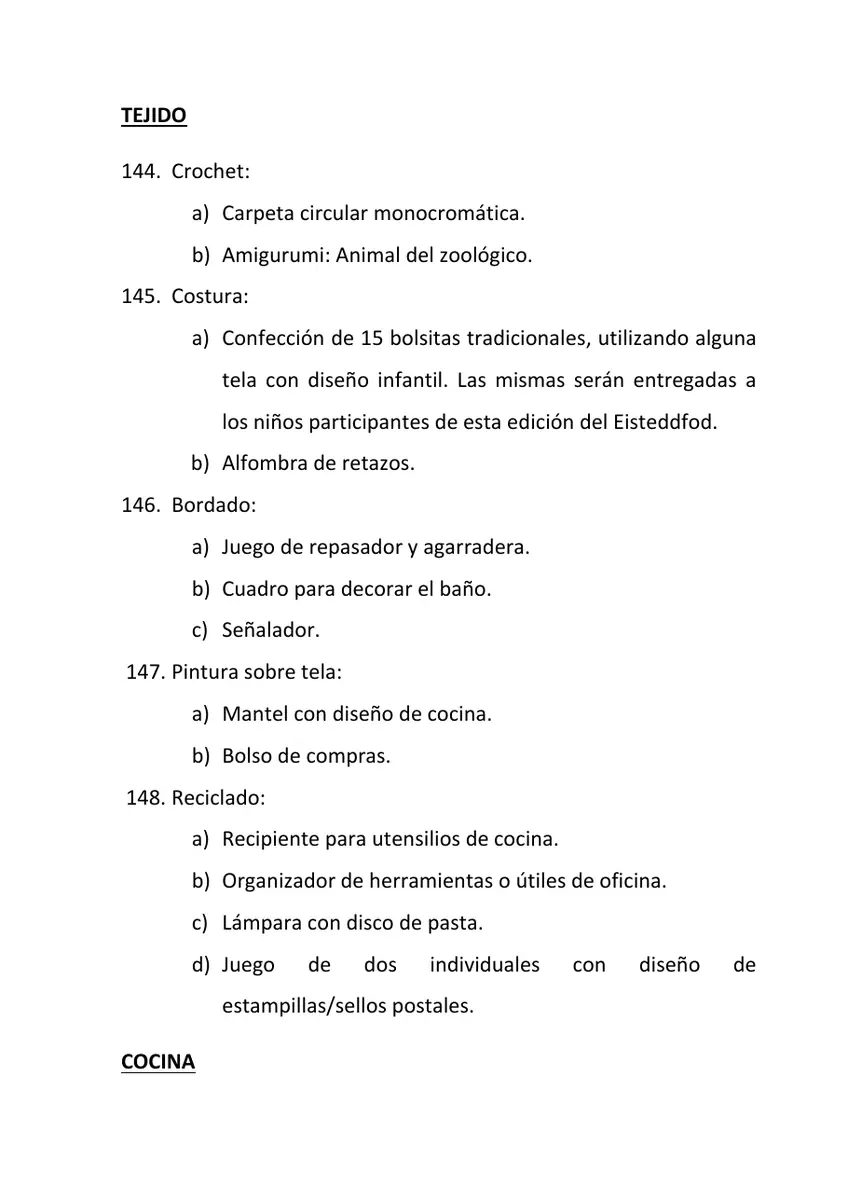 TEJIDO
144. Crochet:
a) Carpeta circular monocromática.
b) Amigurumi: Animal del zoológico.
145. Costura:
a) Confección de 15 bolsitas tradicionales, utilizando alguna
tela con diseño infantil. Las mismas serán entregadas a
los niños participantes de esta edición del Eisteddfod.
b) Alfombra de retazos.
146. Bordado:
a) Juego de repasador y agarradera.
b) Cuadro para decorar el baño.
c) Señalador.
147. Pintura sobre tela:
a) Mantel con diseño de cocina.
b) Bolso de compras.
148. Reciclado:
a) Recipiente para utensilios de cocina.
b) Organizador de herramientas o útiles de oficina.
c) Lámpara con disco de pasta.
d) Juego de dos individuales con diseño de
estampillas/sellos postales.
COCINA